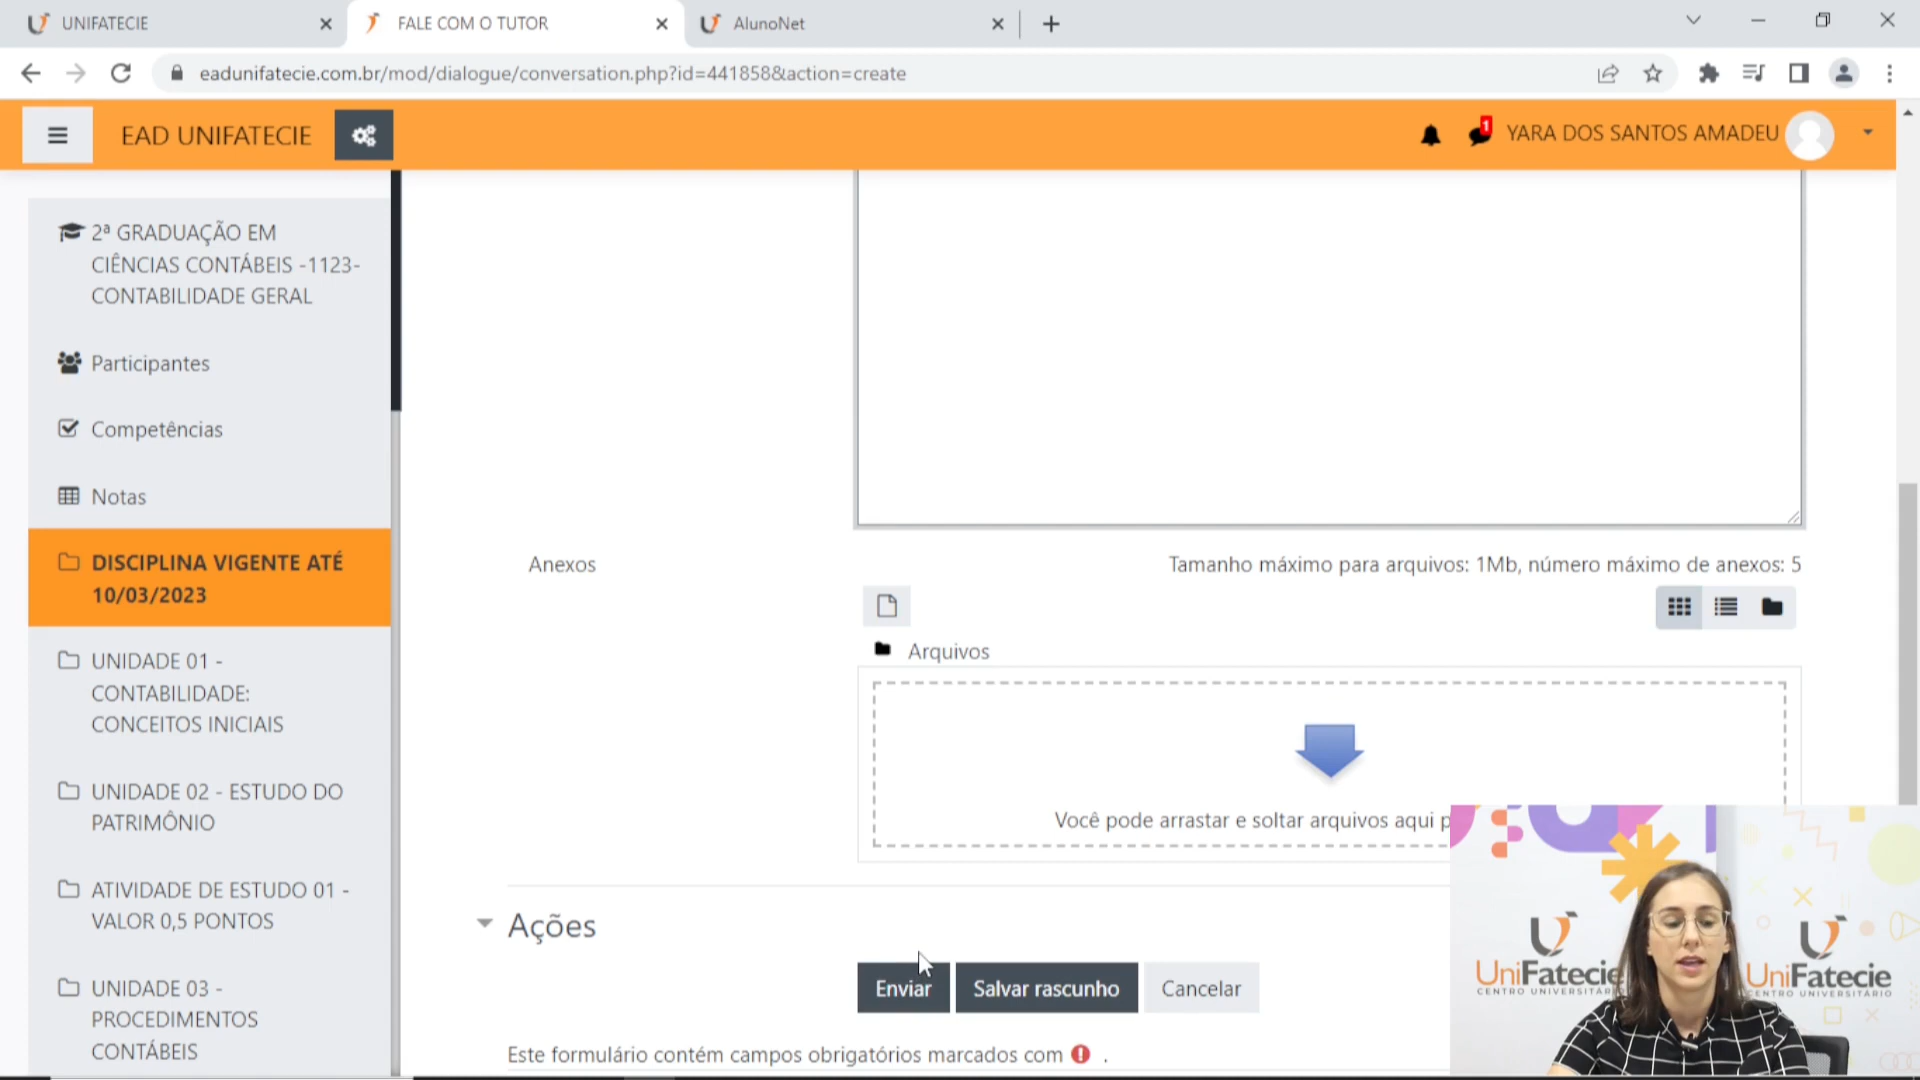 UNIFATECIE
FALE COM O TUTOR
AlunoNet
eadunifatecie.com.br/mod/dialogue/conversation.php?id=441858&action=create
EAD UNIFATECIE
1
YARA DOS SANTOS AMADEU
2ª GRADUAÇÃO EM
CIÊNCIAS CONTÁBEIS -1123-
CONTABILIDADE GERAL
Participantes
Competências
Notas
DISCIPLINA VIGENTE ATÉ
10/03/2023
UNIDADE 01 -
CONTABILIDADE:
CONCEITOS INICIAIS
UNIDADE 02 - ESTUDO DO
PATRIMÔNIO
ATIVIDADE DE ESTUDO 01 -
VALOR 0,5 PONTOS
UNIDADE 03 -
PROCEDIMENTOS
CONTÁBEIS
Anexos
Tamanho máximo para arquivos: 1Mb, número máximo de anexos: 5
Arquivos
Você pode arrastar e soltar arquivos aqui p
Ações
Enviar
Salvar rascunho
Cancelar
Este formulário contém campos obrigatórios marcados com .
UniFatecie
CENTRO UNIVERSITÁRIO
UniFatecie
CENTRO UNIVERSITÁRIO